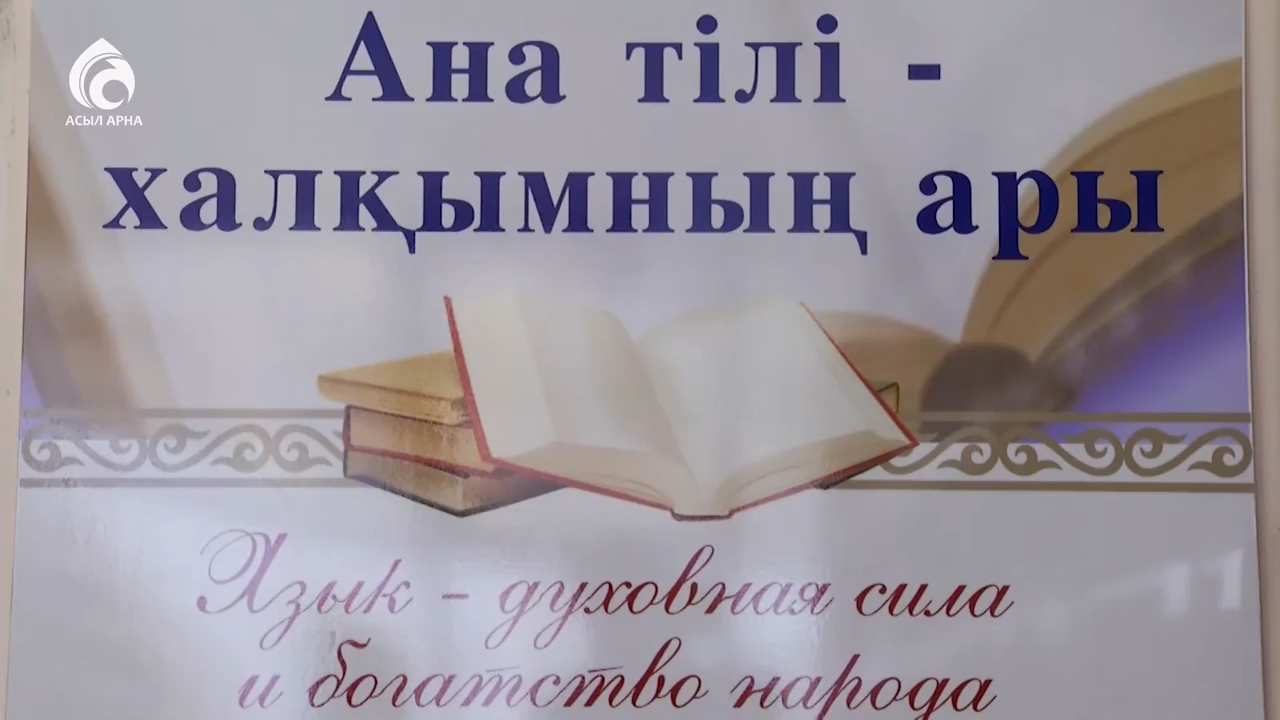 АСЫЛ АРНА
Ана тілі -
халқымның ары
Язык - духовная сила
и богатство народа